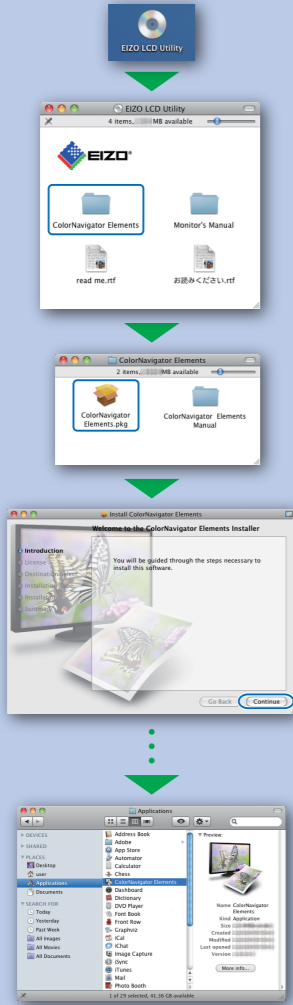 EIZO LCD Utility
EIZO LCD Utility
4 items, MB available
EIZO
ColorNavigator Elements
Monitor's Manual
read me.rtf
お読みください.rtf
ColorNavigator Elements
2 items, MB available
ColorNavigator
Elements.pkg
ColorNavigator Elements
Manual
Install ColorNavigator Elements
Welcome to the ColorNavigator Elements Installer
Introduction
You will be guided through the steps necessary to
install this software.
License
Destination Select
Installation Type
Installation
Summary
Go Back
Continue
Applications
DEVICES
SHARED
PLACES
Desktop
user
Applications
Documents
SEARCH FOR
Today
Yesterday
Past Week
All Images
All Movies
All Documents
Address Book
Adobe
App Store
Automator
Calculator
Chess
ColorNavigator Elements
Dashboard
Dictionary
DVD Player
Font Book
Front Row
Graphviz
iCal
iChat
Image Capture
iSync
iTunes
Mail
Photo Booth
Preview:
Name ColorNavigator
Elements
Kind Application
Size
Created
Modified
Last opened
Version
More info...
1 of 29 selected, 41.36 GB available